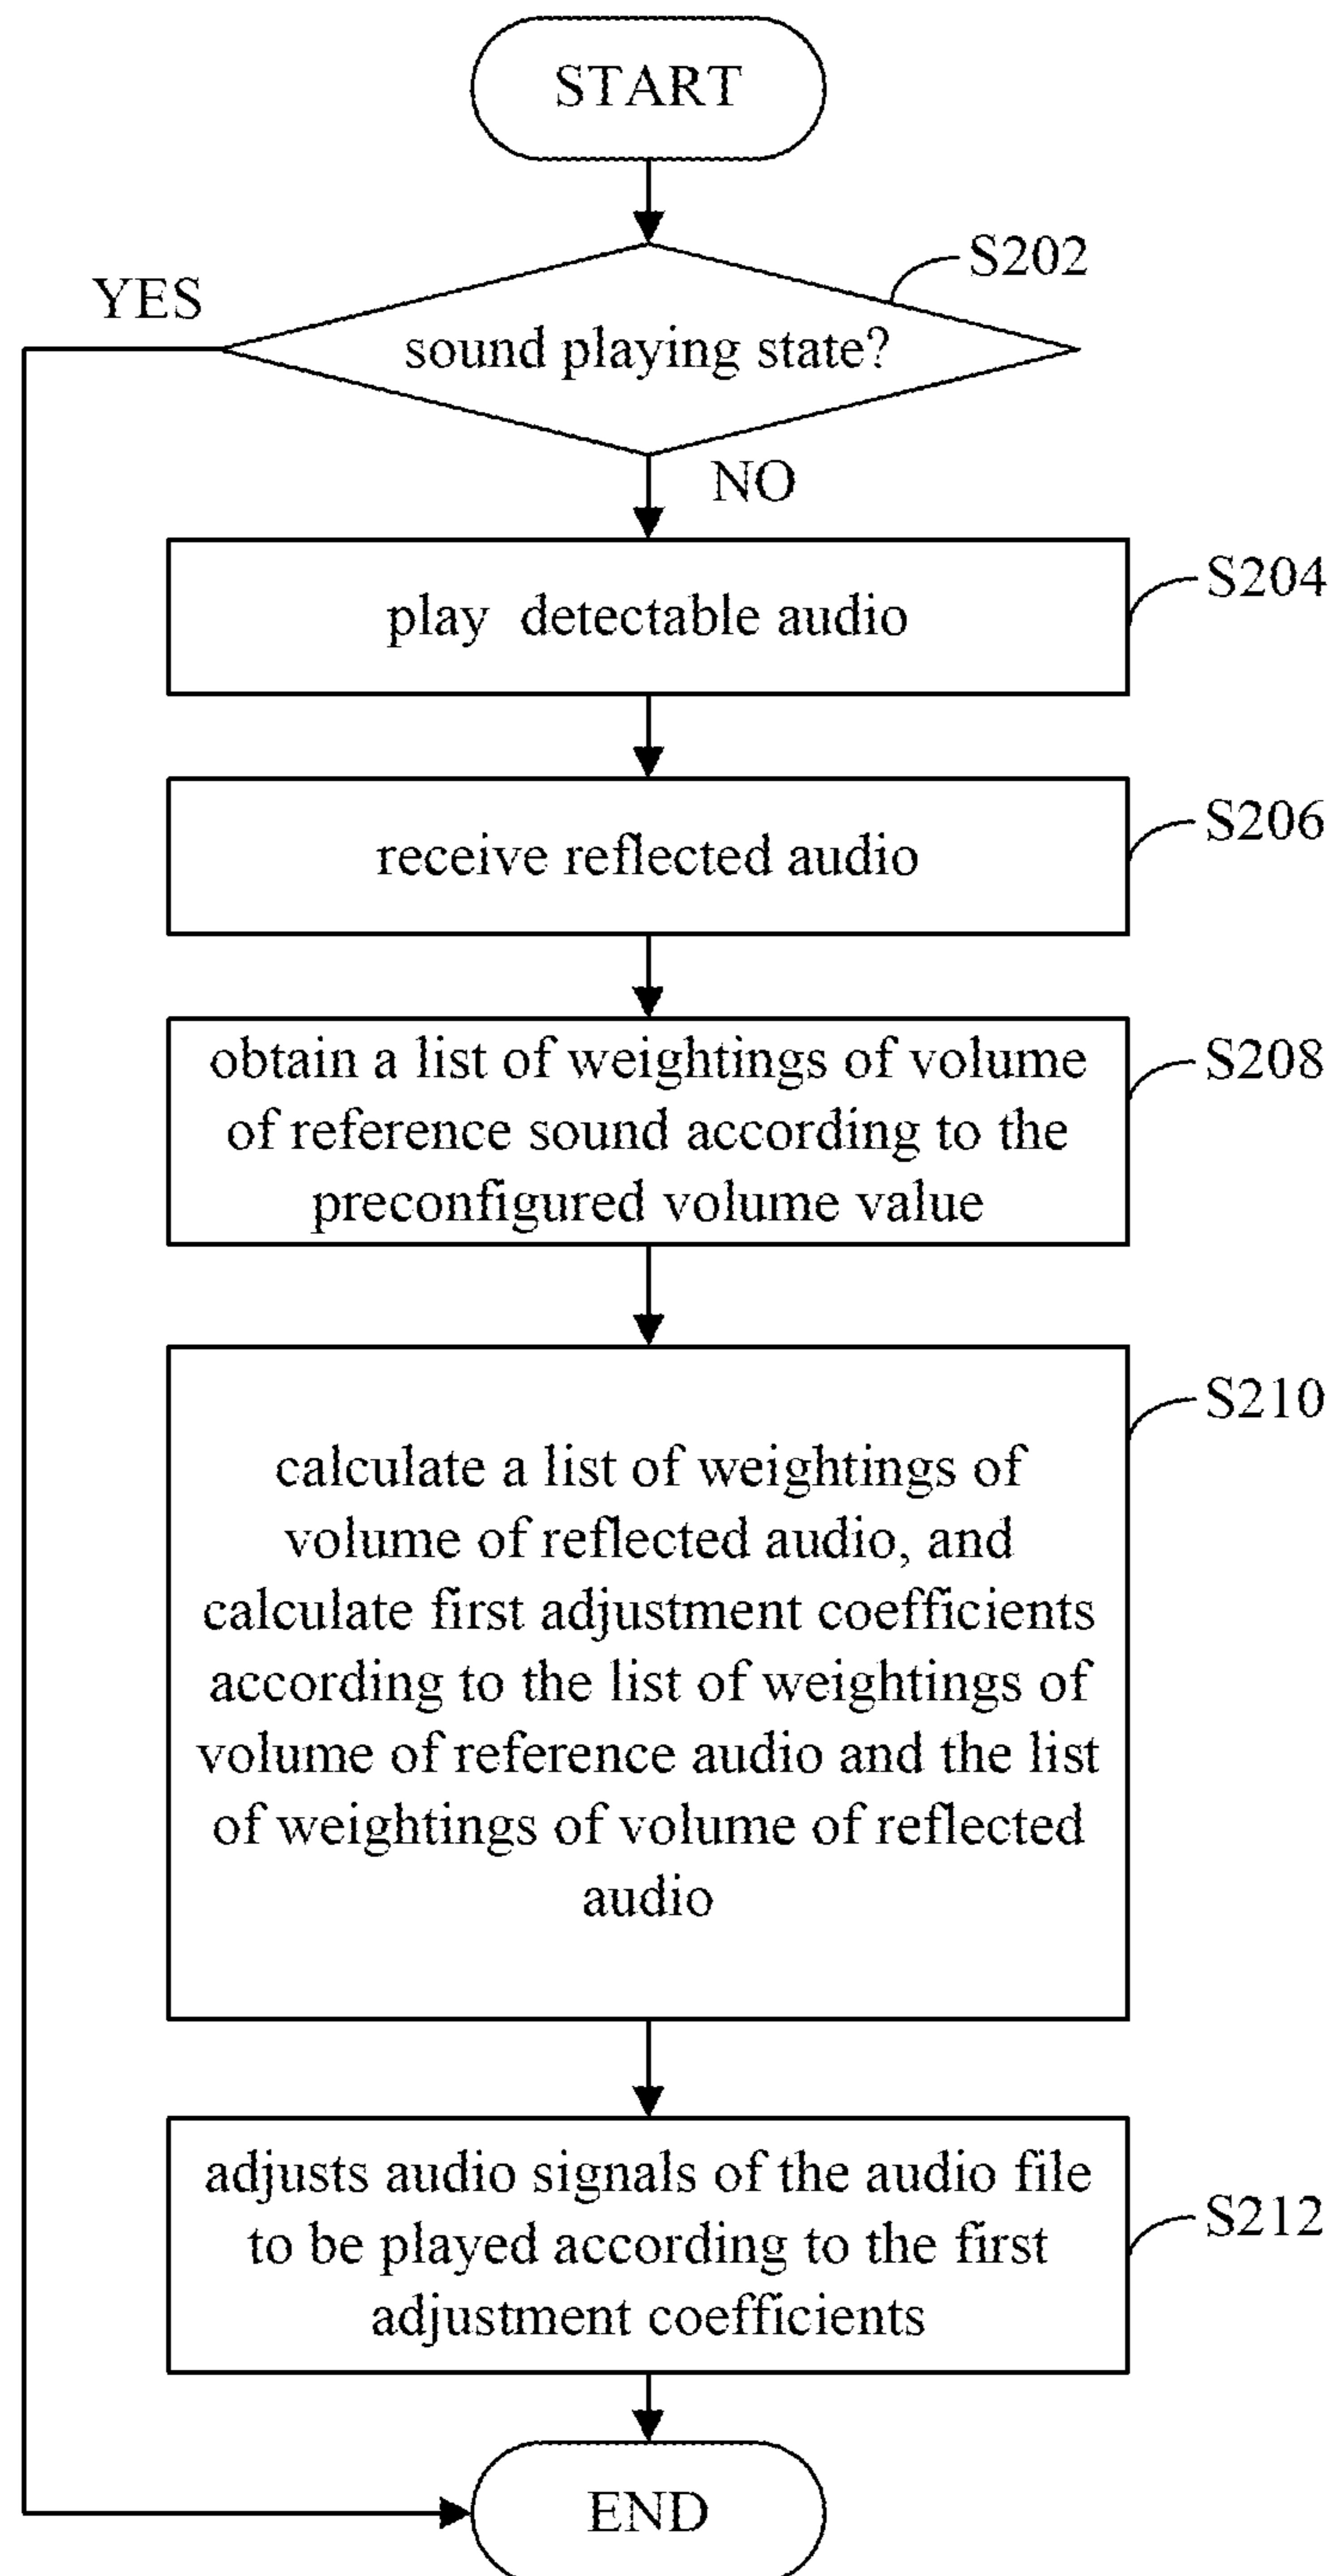 START
S202
YES
sound playing state?
NO
S204
play detectable audio
S206
receive reflected audio
S208
obtain a list of weightings of volume
of reference sound according to the
preconfigured volume value
S210
calculate a list of weightings of
volume of reflected audio, and
calculate first adjustment coefficients
according to the list of weightings of
volume of reference audio and the list
of weightings of volume of reflected
audio
adjusts audio signals of the audio file
S212
to be played according to the first
adjustment coefficients
END